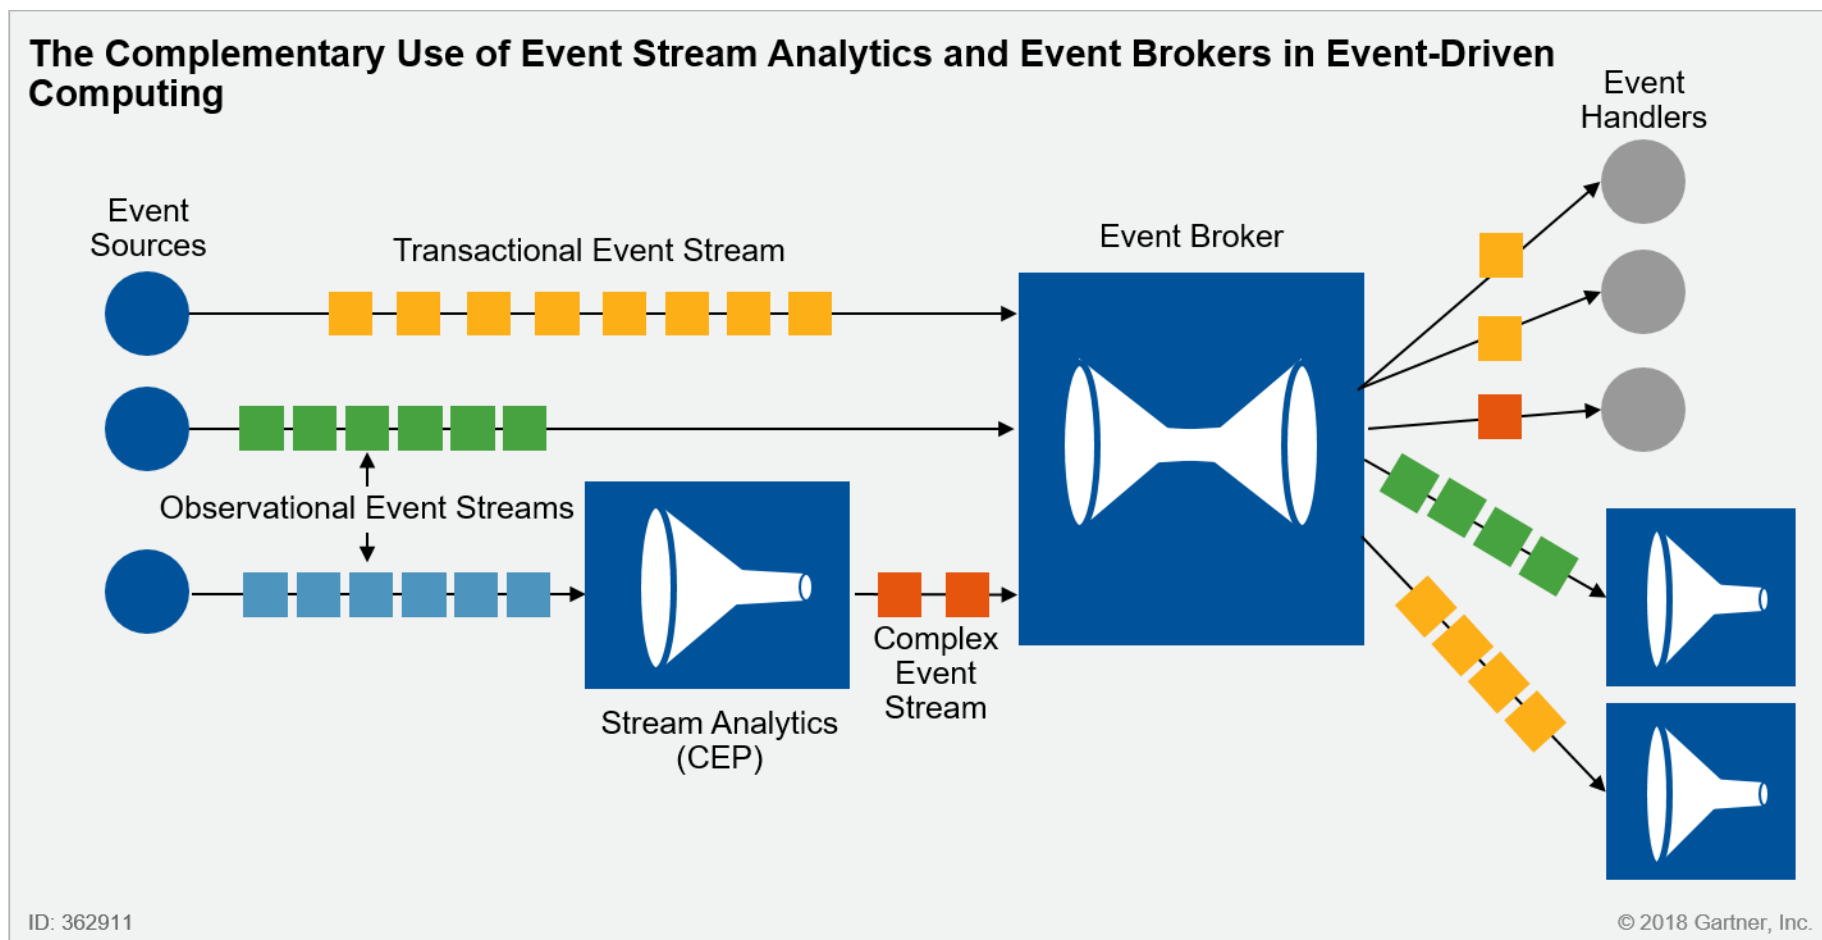 The Complementary Use of Event Stream Analytics and Event Brokers in Event-Driven
Computing
Event
Handlers
Event
Sources
Transactional Event Stream
Event Broker
Observational Event Streams
Complex
Event
Stream
Stream Analytics
(CEP)
ID: 362911
© 2018 Gartner, Inc.